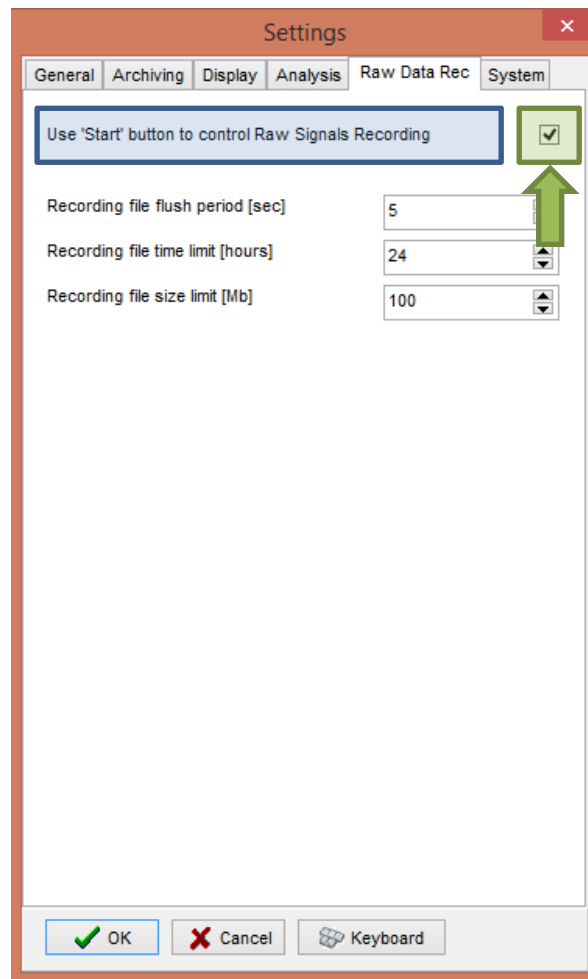 Settings
General Archiving Display Analysis Raw Data Rec System
Use 'Start' button to control Raw Signals Recording
Recording file flush period [sec] 5
Recording file time limit [hours] 24
Recording file size limit [Mb] 100
OK Cancel Keyboard